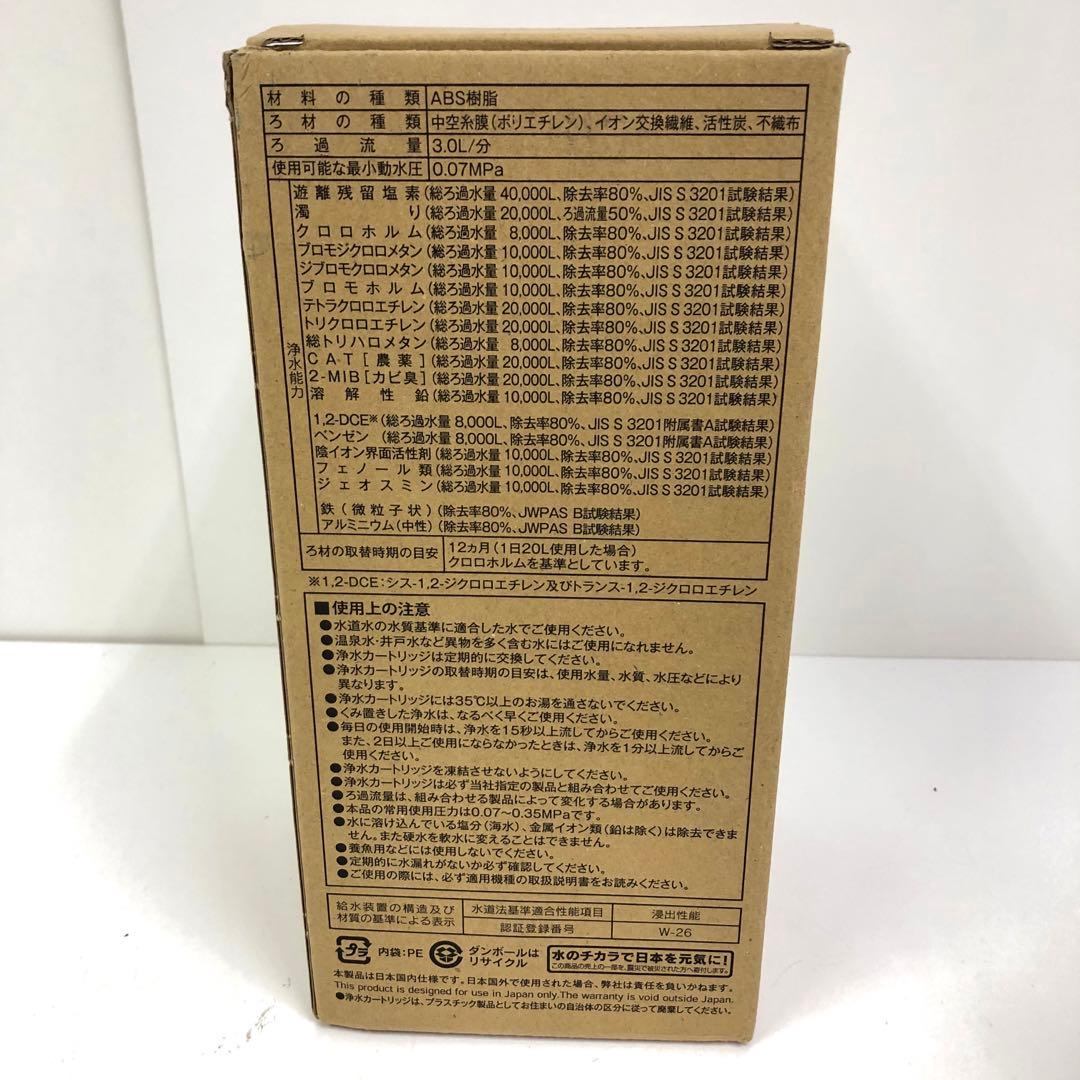 材料の種類 ABS樹脂
ろ材の種類 中空糸膜(ポリエチレン)、イオン交換繊維、活性炭、不織布
ろ過流量 3.0L/分
使用可能な最小動水圧 0.07MPa
浄水能力
遊離残留塩素(総ろ過水量 40,000L、除去率80%、JIS S 3201試験結果)
濁り(総ろ過水量 20,000L、ろ過流量50%、JIS S 3201試験結果)
クロロホルム(総ろ過水量 8,000L、除去率80%、JIS S 3201試験結果)
ブロモジクロロメタン(総ろ過水量 10,000L、除去率80%、JIS S 3201試験結果)
ジブロモクロロメタン(総ろ過水量 10,000L、除去率80%、JIS S 3201試験結果)
ブロモホルム(総ろ過水量 10,000L、除去率80%、JIS S 3201試験結果)
テトラクロロエチレン(総ろ過水量 20,000L、除去率80%、JIS S 3201試験結果)
トリクロロエチレン(総ろ過水量 20,000L、除去率80%、JIS S 3201試験結果)
総トリハロメタン(総ろ過水量 8,000L、除去率80%、JIS S 3201試験結果)
CAT[農薬](総ろ過水量 20,000L、除去率80%、JIS S 3201試験結果)
2-MIB[カビ臭](総ろ過水量 20,000L、除去率80%、JIS S 3201試験結果)
溶解性鉛(総ろ過水量 10,000L、除去率80%、JIS S 3201試験結果)
1,2-DCE※(総ろ過水量 8,000L、除去率80%、JIS S 3201附属書A試験結果)
ベンゼン(総ろ過水量 8,000L、除去率80%、JIS S 3201附属書A試験結果)
陰イオン界面活性剤(総ろ過水量 10,000L、除去率80%、JIS S 3201試験結果)
フェノール類(総ろ過水量 10,000L、除去率80%、JIS S 3201試験結果)
ジェオスミン(総ろ過水量 10,000L、除去率80%、JIS S 3201試験結果)
鉄(微粒子状)(除去率80%、JWPAS B試験結果)
アルミニウム(中性)(除去率80%、JWPAS B試験結果)
ろ材の取替時期の目安 12ヵ月(1日20L使用した場合)
クロロホルムを基準としています。
※1,2-DCE:シス-1,2-ジクロロエチレン及びトランス-1,2-ジクロロエチレン
■使用上の注意
●水道水の水質基準に適合した水でご使用ください。
●温泉水・井戸水など異物を多く含む水にはご使用になれません。
●浄水カートリッジは定期的に交換してください。
●浄水カートリッジの取替時期の目安は、使用水量、水質、水圧などにより
異なります。
●浄水カートリッジには35℃以上のお湯を通さないでください。
●くみ置きした浄水は、なるべく早くご使用ください。
●毎日の使用開始時は、浄水を15秒以上流してからご使用ください。
また、2日以上ご使用にならなかったときは、浄水を1分以上流してからご
使用ください。
●浄水カートリッジを凍結させないようにしてください。
●浄水カートリッジは必ず当社指定の製品と組み合わせてご使用ください。
●ろ過流量は、組み合わせる製品によって変化する場合があります。
●本品の常用使用圧力は0.07~0.35MPaです。
●水に溶け込んでいる塩分(海水)、金属イオン類(鉛は除く)は除去できま
せん。また硬水を軟水に変えることはできません。
●養魚用などには使用しないでください。
●定期的に水漏れがないか必ず確認してください。
●ご使用の際には、必ず適用機種の取扱説明書をお読みください。
給水装置の構造及び 水道法基準適合性能項目 浸出性能
材質の基準による表示 認証登録番号 W-26
プラ 内袋:PE ダンボールは
リサイクル
水のチカラで日本を元気に!
この商品の売上の一部を、震災で被災された方へ寄付します。
本製品は日本国内仕様です。日本国外で使用された場合、弊社は責任を負いかねます。
This product is designed for use in Japan only.The warranty is void outside Japan.
●浄水カートリッジは、プラスチック製品としてお住まいの自治体の区分に従って廃棄してください。